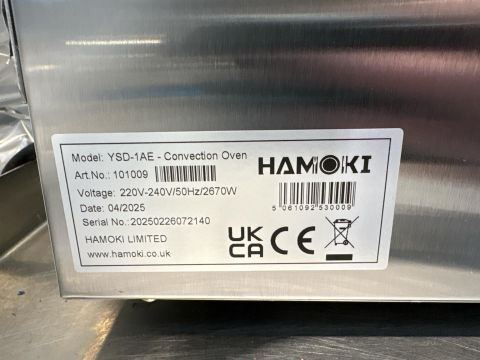 Model: YSD-1AE - Convection Oven
HAMOKI
Art.No.: 101009
Voltage: 220V-240V/50Hz/2670W
Date: 04/2025
5 061092 530009
Serial No.:20250226072140
HAMOKI LIMITED
www.hamoki.co.uk
UK
CA CE